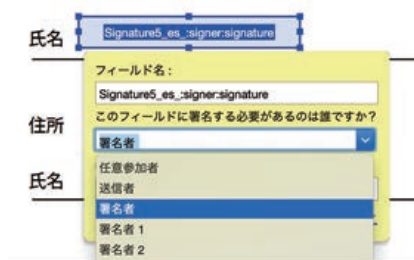 氏名
Signature5_es_:signer:signature
フィールド名:
Signature5_es_:signer:signature
住所
このフィールドに署名する必要があるのは誰ですか?
署名者
氏名
任意参加者
送信者
署名者
署名者 1
署名者 2